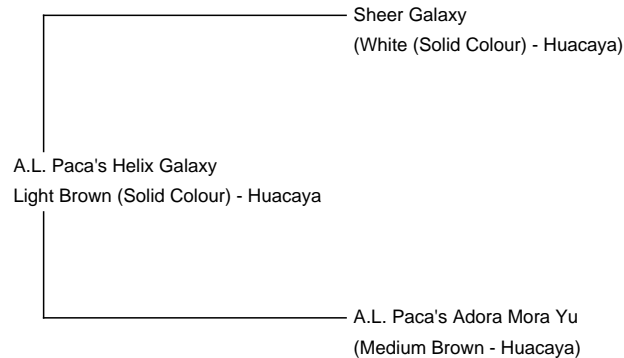 Sheer Galaxy
(White (Solid Colour) - Huacaya)
A.L. Paca's Helix Galaxy
Light Brown (Solid Colour) - Huacaya
A.L. Paca's Adora Mora Yu
(Medium Brown - Huacaya)